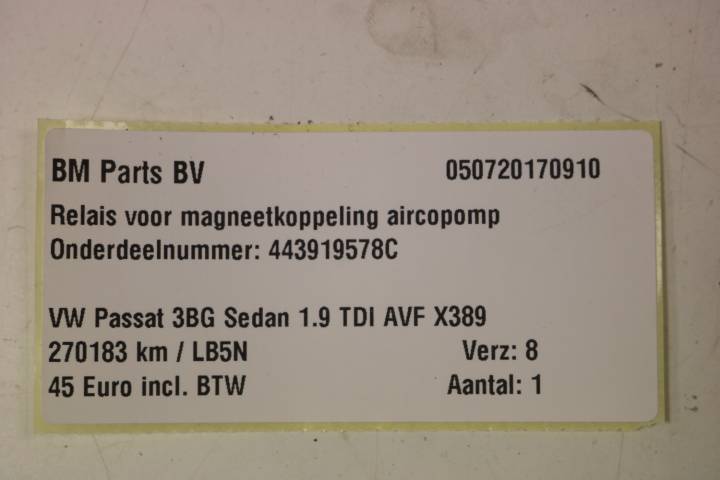 BM Parts BV 050720170910
Relais voor magneetkoppeling aircopomp
Onderdeelnummer: 443919578C
VW Passat 3BG Sedan 1.9 TDI AVF X389
270183 km / LB5N Verz: 8
45 Euro incl. BTW Aantal: 1